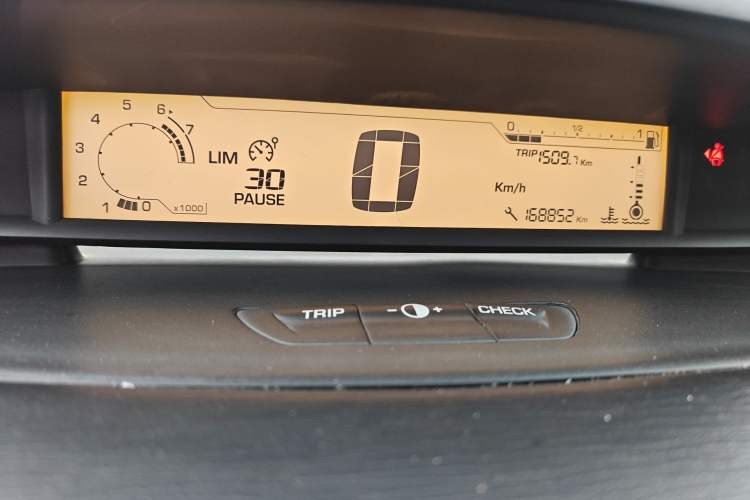 5 6
4 7
3
2
1 0 x1000
LIM
30
PAUSE
0
0 1/2 1
TRIP 1509.7 Km
Km/h
168852 Km
TRIP - + CHECK